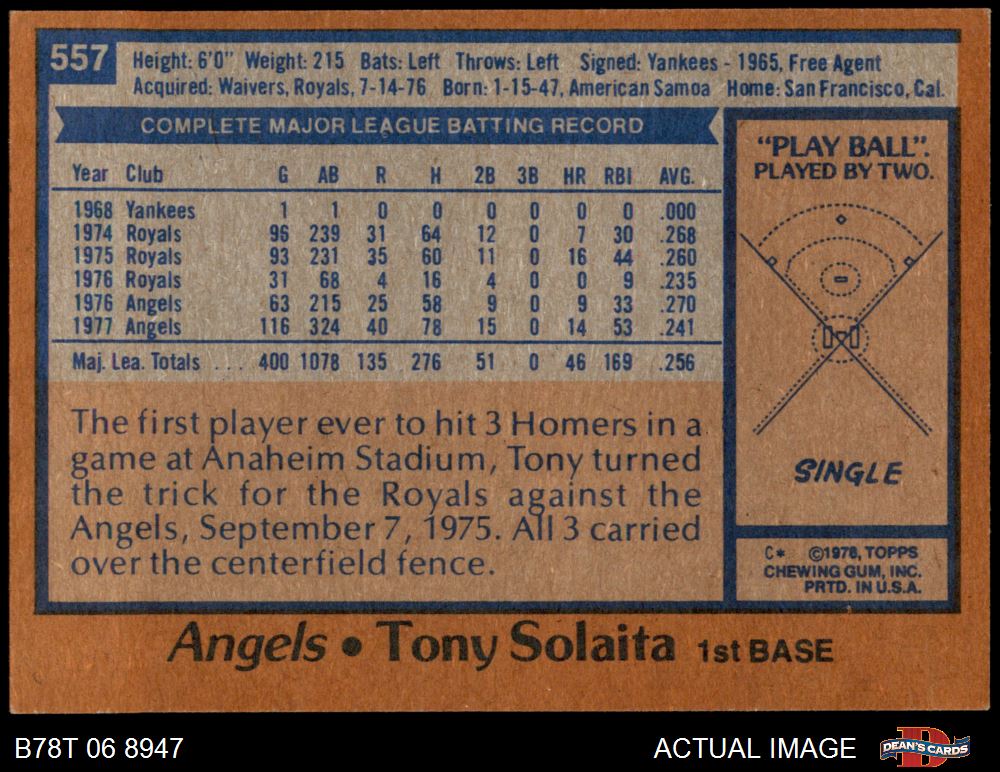 557
Height: 6'0" Weight: 215 Bats: Left Throws: Left Signed: Yankees - 1965, Free Agent
Acquired: Waivers, Royals, 7-14-76 Born: 1-15-47, American Samoa Home: San Francisco, Cal.
COMPLETE MAJOR LEAGUE BATTING RECORD
Year Club G AB R H 2B 3B HR RBI AVG.
1968 Yankees 1 1 0 0 0 0 0 0 .000
1974 Royals 96 239 31 64 12 0 7 30 .268
1975 Royals 93 231 35 60 11 0 16 44 .260
1976 Royals 31 68 4 16 4 0 0 9 .235
1976 Angels 63 215 25 58 9 0 9 33 .270
1977 Angels 116 324 40 78 15 0 14 53 .241
Maj. Lea. Totals . . . 400 1078 135 276 51 0 46 169 .256
The first player ever to hit 3 Homers in a
game at Anaheim Stadium, Tony turned
the trick for the Royals against the
Angels, September 7, 1975. All 3 carried
over the centerfield fence.
"PLAY BALL".
PLAYED BY TWO.
SINGLE
C* ©1978, TOPPS
CHEWING GUM, INC.
PRTD. IN U.S.A.
Angels • Tony Solaita 1st BASE
B78T 06 8947
ACTUAL IMAGE
DEAN'S CARDS